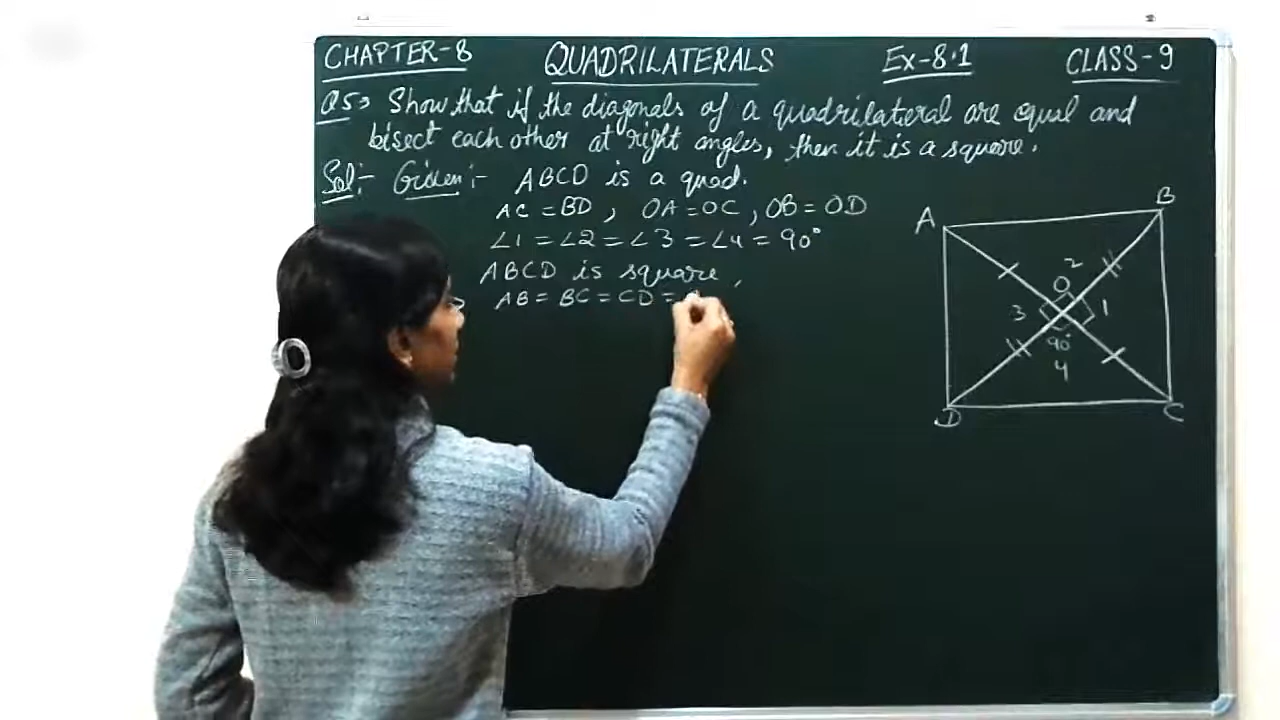 CHAPTER-8 QUADRILATERALS Ex-8.1 CLASS-9
Q5⇒ Show that if the diagonals of a quadrilateral are equal and
bisect each other at right angles, then it is a square.
Sol:- Given:- ABCD is a quad.
AC = BD, OA = OC, OB = OD
∠1 = ∠2 = ∠3 = ∠4 = 90°
ABCD is square,
AB = BC = CD =
A B
2
O
3 1
90°
4
D C